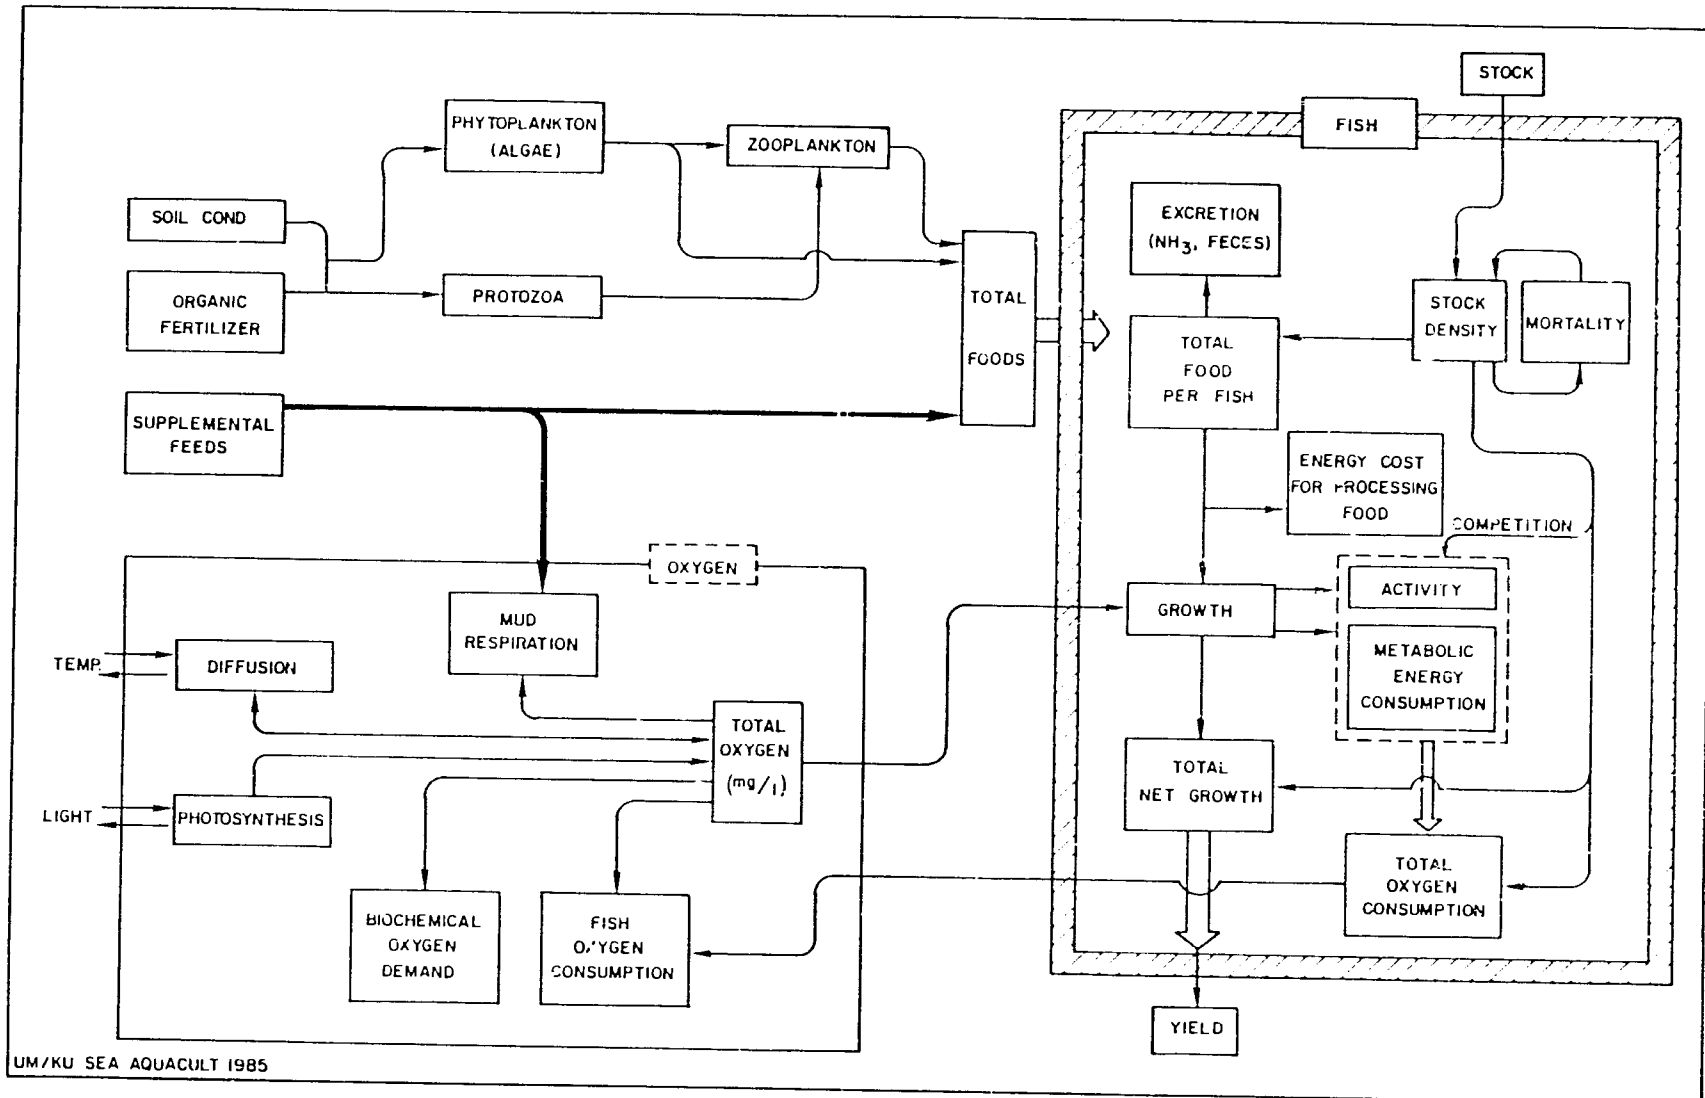 STOCK
FISH
PHYTOPLANKTON
(ALGAE)
ZOOPLANKTON
SOIL COND
ORGANIC
FERTILIZER
PROTOZOA
SUPPLEMENTAL
FEEDS
TOTAL
FOODS
EXCRETION
(NH3, FECES)
TOTAL
FOOD
PER FISH
STOCK
DENSITY
MORTALITY
ENERGY COST
FOR PROCESSING
FOOD
COMPETITION
GROWTH
ACTIVITY
METABOLIC
ENERGY
CONSUMPTION
TOTAL
NET GROWTH
TOTAL
OXYGEN
CONSUMPTION
YIELD
OXYGEN
MUD
RESPIRATION
TEMP.
DIFFUSION
TOTAL
OXYGEN
(mg/l)
LIGHT
PHOTOSYNTHESIS
BIOCHEMICAL
OXYGEN
DEMAND
FISH
OXYGEN
CONSUMPTION
UM/KU SEA AQUACULT 1985